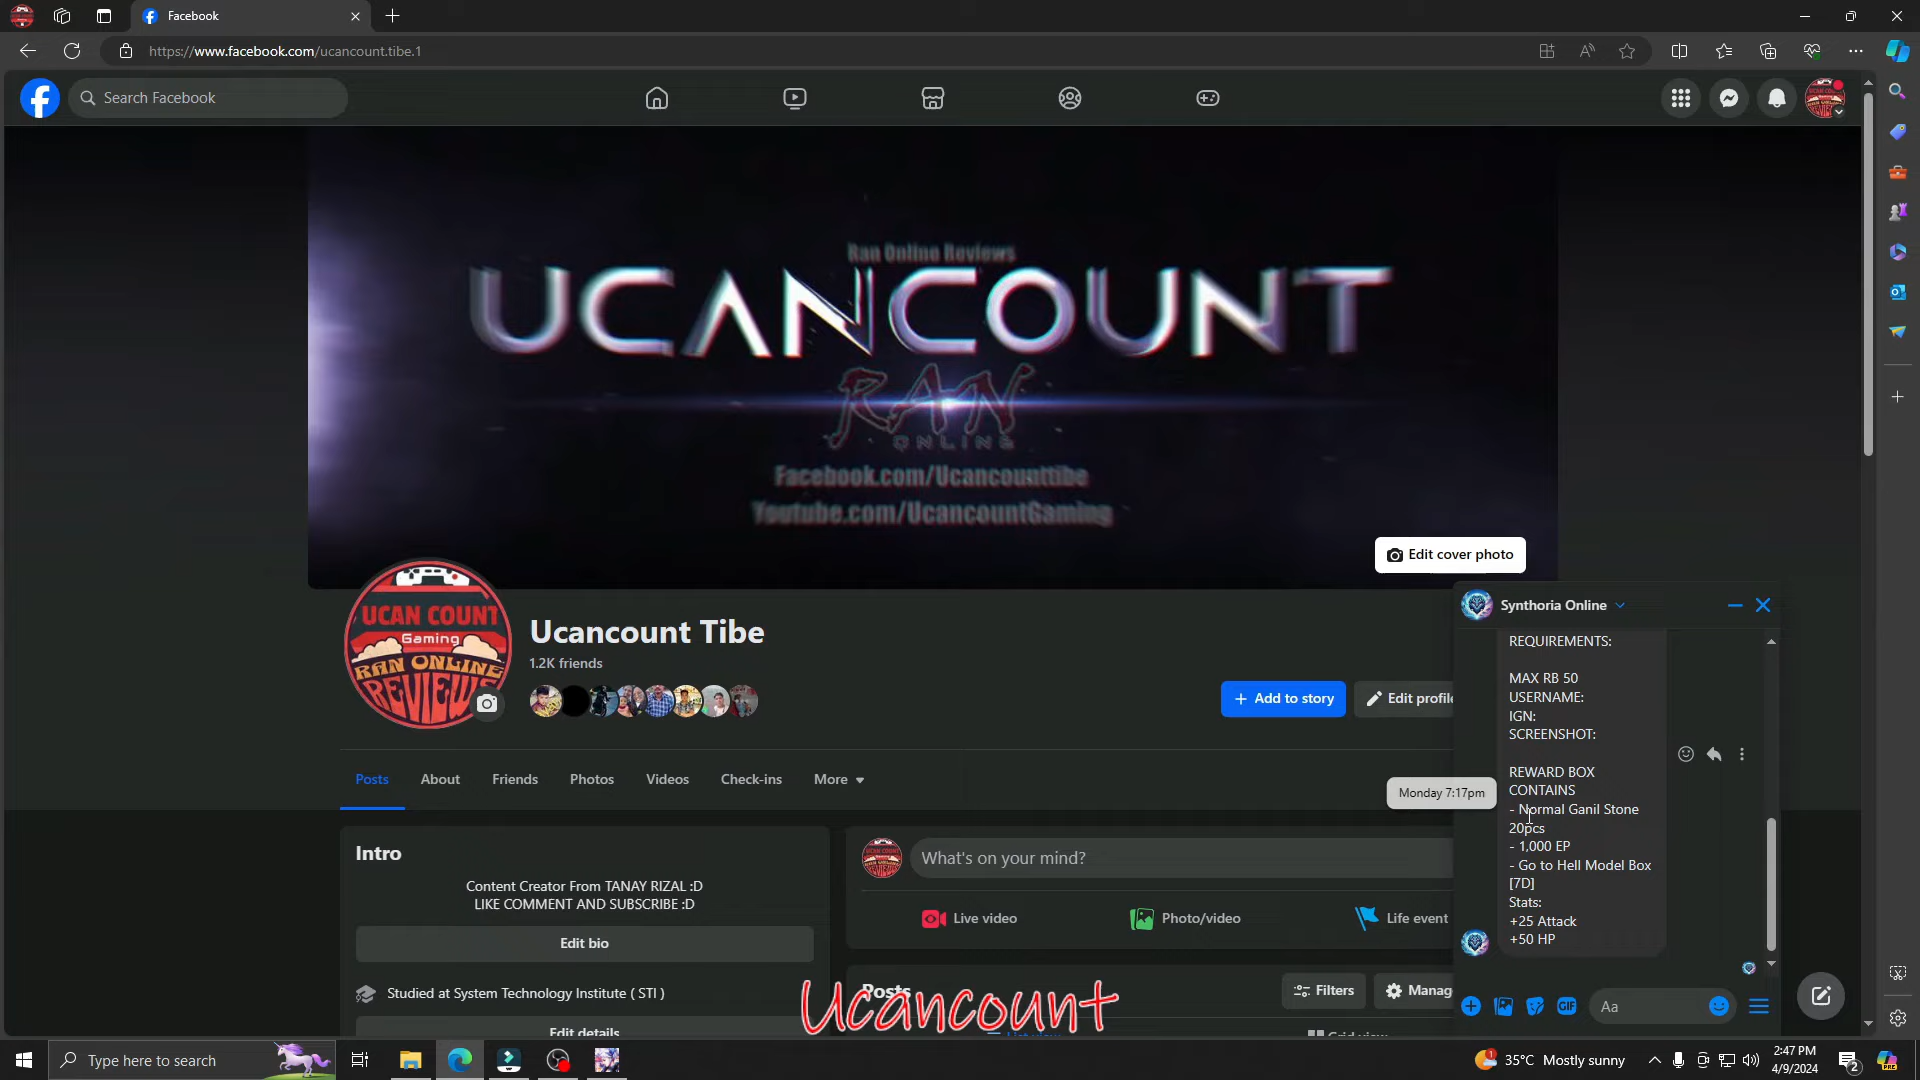 Facebook
https://www.facebook.com/ucancount.tibe.1
Search Facebook
Ran Online Reviews
UCANCOUNT
RAN
ONLINE
Facebook.com/Ucancounttibe
Youtube.com/UcancountGaming
Edit cover photo
UCAN COUNT
Gaming
RAN ONLINE
REVIEWS
Ucancount Tibe
1.2K friends
+ Add to story
Edit profile
Posts
About
Friends
Photos
Videos
Check-ins
More
Intro
Content Creator From TANAY RIZAL :D
LIKE COMMENT AND SUBSCRIBE :D
Edit bio
Studied at System Technology Institute ( STI )
Edit details
What's on your mind?
Live video
Photo/video
Life event
Posts
Filters
Manag
List view
Grid view
Synthoria Online
REQUIREMENTS:
MAX RB 50
USERNAME:
IGN:
SCREENSHOT:
REWARD BOX
CONTAINS
- Normal Ganil Stone
20pcs
- 1,000 EP
- Go to Hell Model Box
[7D]
Stats:
+25 Attack
+50 HP
Monday 7:17pm
GIF
Aa
Ucancount
Type here to search
35°C Mostly sunny
2:47 PM
4/9/2024
2